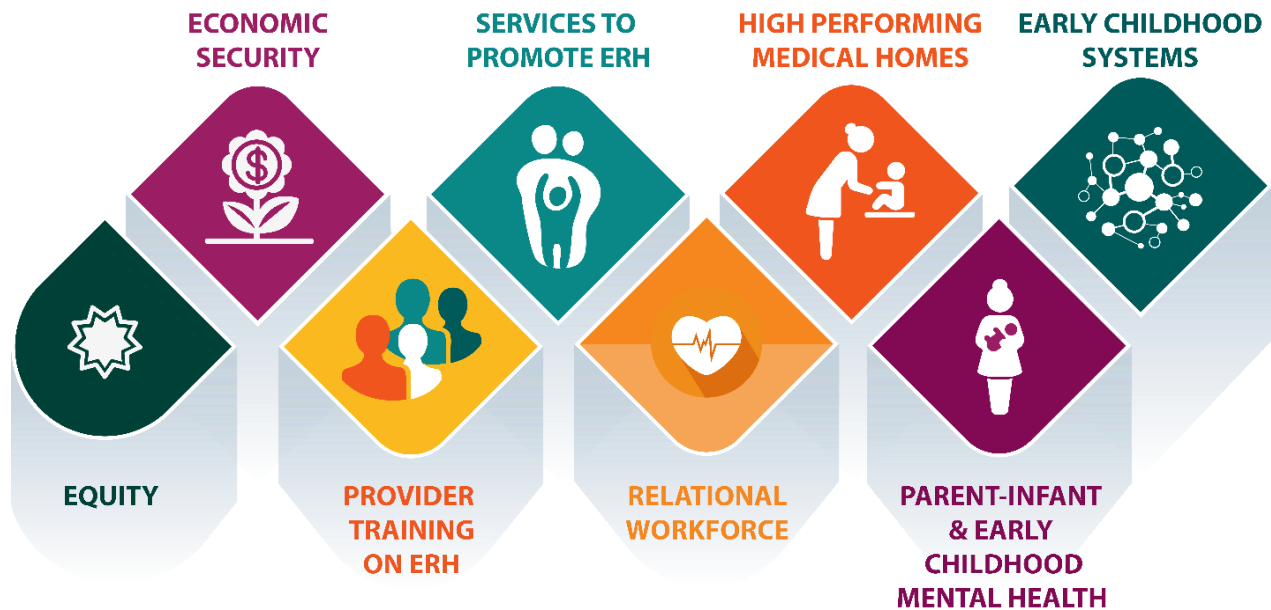 ECONOMIC
SECURITY
SERVICES TO
PROMOTE ERH
HIGH PERFORMING
MEDICAL HOMES
EARLY CHILDHOOD
SYSTEMS
$
EQUITY
PROVIDER
TRAINING
ON ERH
RELATIONAL
WORKFORCE
PARENT-INFANT
& EARLY
CHILDHOOD
MENTAL HEALTH